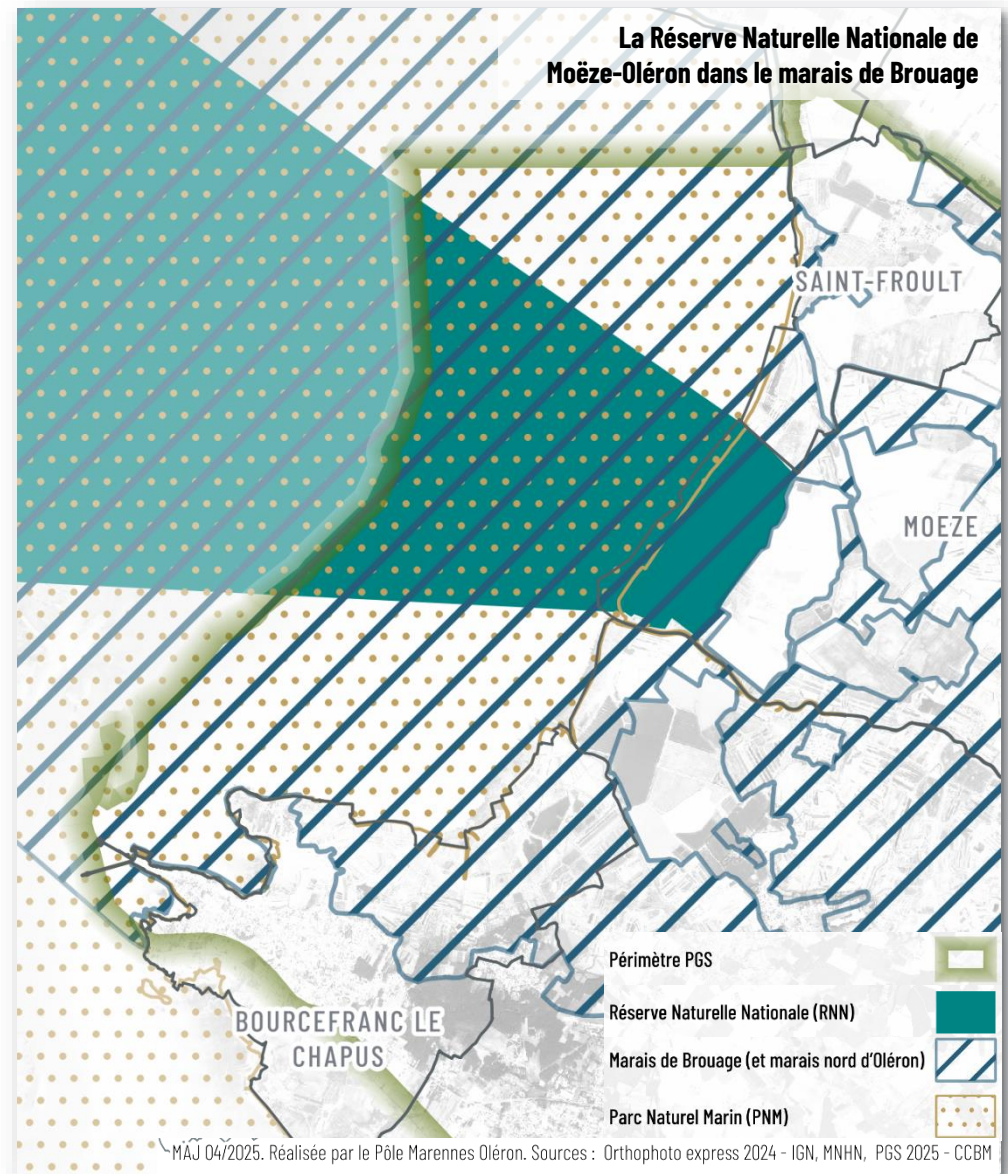 La Réserve Naturelle Nationale de
Moëze-Oléron dans le marais de Brouage
SAINT-FROULT
MOEZE
BOURCEFRANC LE
CHAPUS
Périmètre PGS
Réserve Naturelle Nationale (RNN)
Marais de Brouage (et marais nord d'Oléron)
Parc Naturel Marin (PNM)
MÀJ 04/2025. Réalisée par le Pôle Marennes Oléron. Sources : Orthophoto express 2024 - IGN, MNHN, PGS 2025 - CCBM